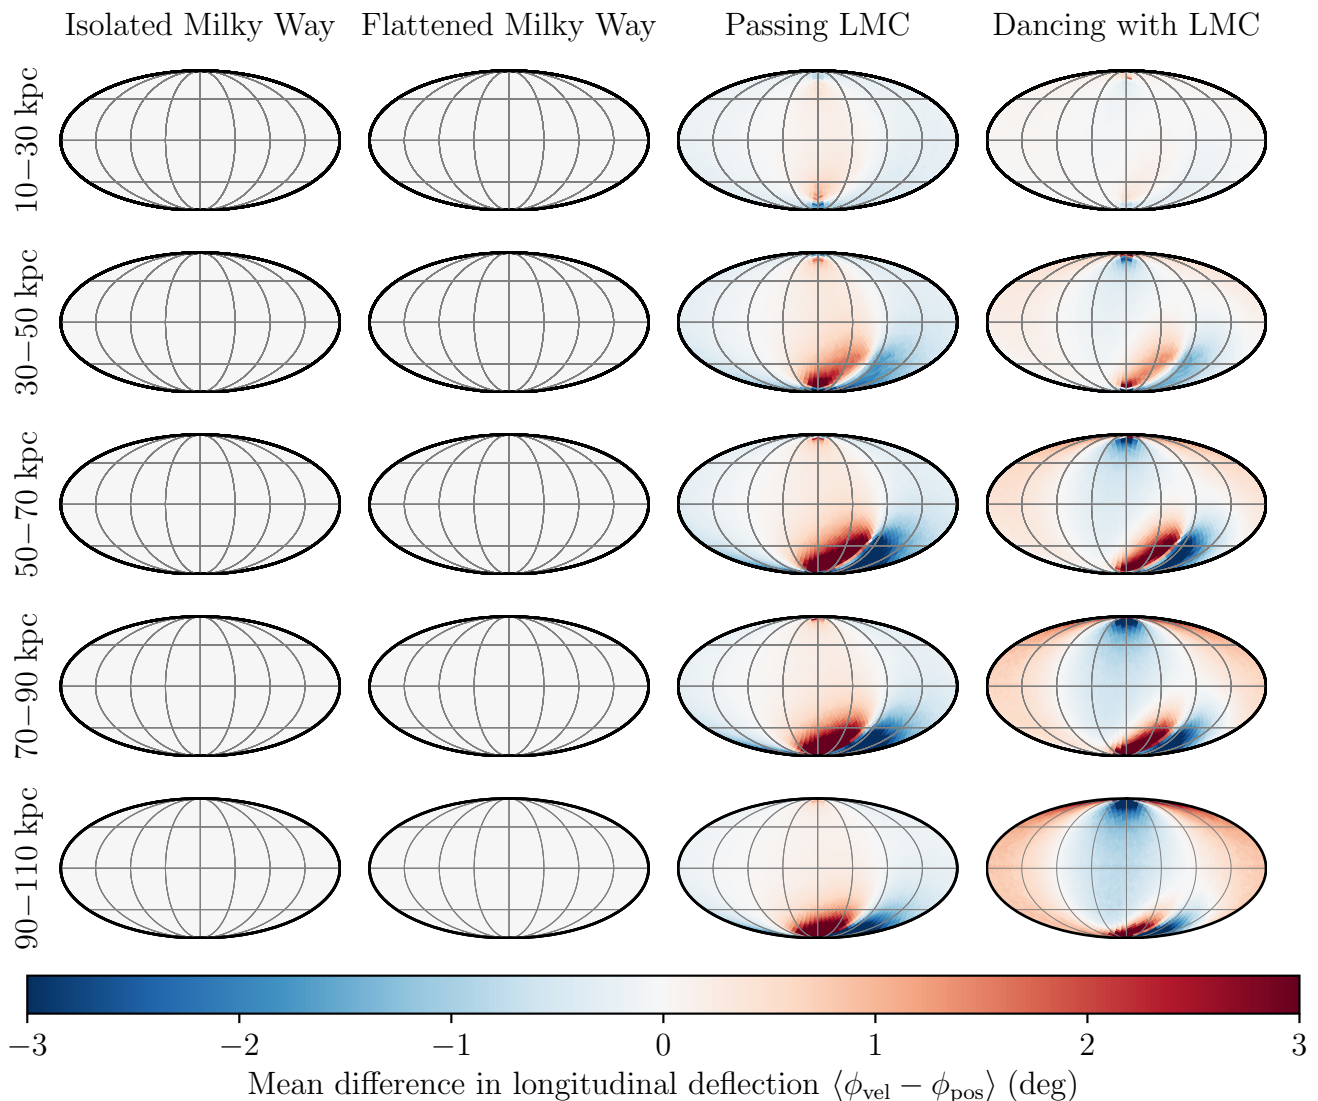 Isolated Milky Way Flattened Milky Way Passing LMC Dancing with LMC
10−30 kpc
30−50 kpc
50−70 kpc
70−90 kpc
90−110 kpc
−3 −2 −1 0 1 2 3
Mean difference in longitudinal deflection ⟨ϕ_vel − ϕ_pos⟩ (deg)